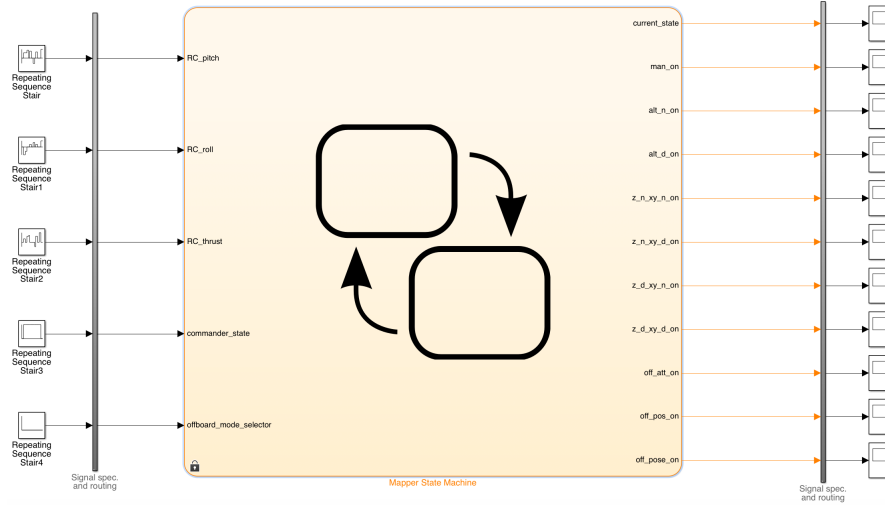 current_state
RC_pitch
man_on
Repeating
Sequence
Stair
alt_n_on
RC_roll
alt_d_on
Repeating
Sequence
Stair1
z_n_xy_n_on
RC_thrust
z_n_xy_d_on
Repeating
Sequence
Stair2
z_d_xy_n_on
commander_state
z_d_xy_d_on
Repeating
Sequence
Stair3
off_att_on
offboard_mode_selector
off_pos_on
Repeating
Sequence
Stair4
off_pose_on
Signal spec.
and routing
Mapper State Machine
Signal spec.
and routing